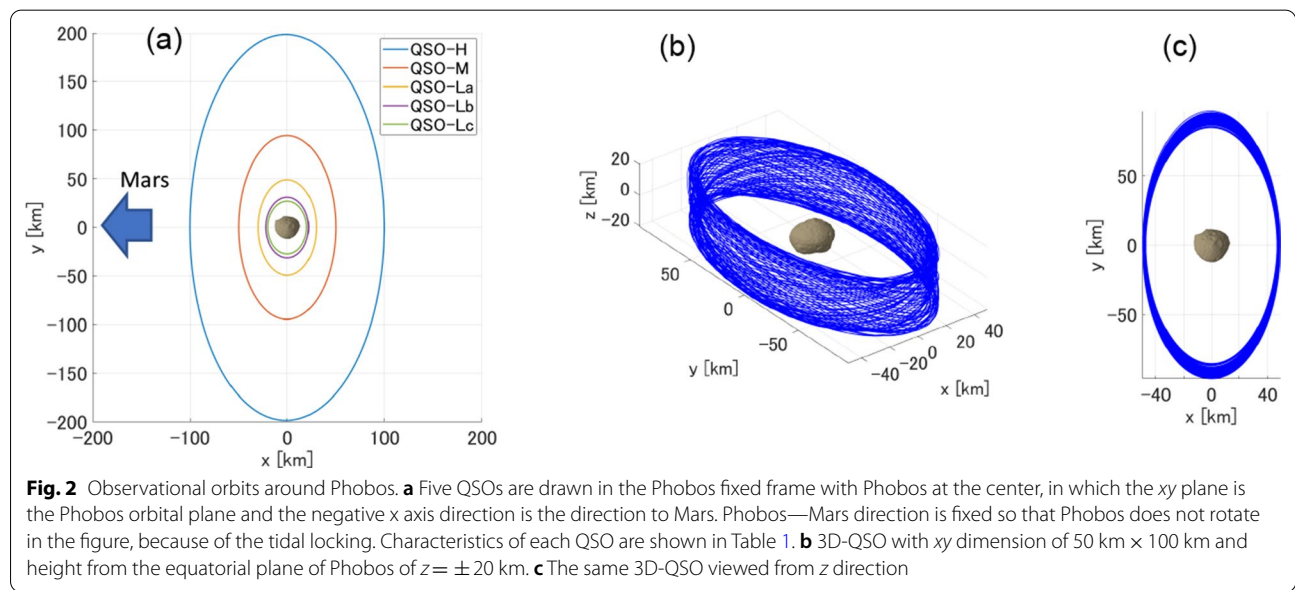 (a)
200
150
100
50
0
−50
−100
−150
−200
y [km]
−200
−100
0
100
200
x [km]
QSO-H
QSO-M
QSO-La
QSO-Lb
QSO-Lc
Mars
(b)
20
0
−20
z [km]
50
0
−50
y [km]
−40
−20
0
20
40
x [km]
(c)
50
0
−50
y [km]
−40
0
40
x [km]
Fig. 2 Observational orbits around Phobos. a Five QSOs are drawn in the Phobos fixed frame with Phobos at the center, in which the xy plane is
the Phobos orbital plane and the negative x axis direction is the direction to Mars. Phobos—Mars direction is fixed so that Phobos does not rotate
in the figure, because of the tidal locking. Characteristics of each QSO are shown in Table 1. b 3D-QSO with xy dimension of 50 km × 100 km and
height from the equatorial plane of Phobos of z = ± 20 km. c The same 3D-QSO viewed from z direction